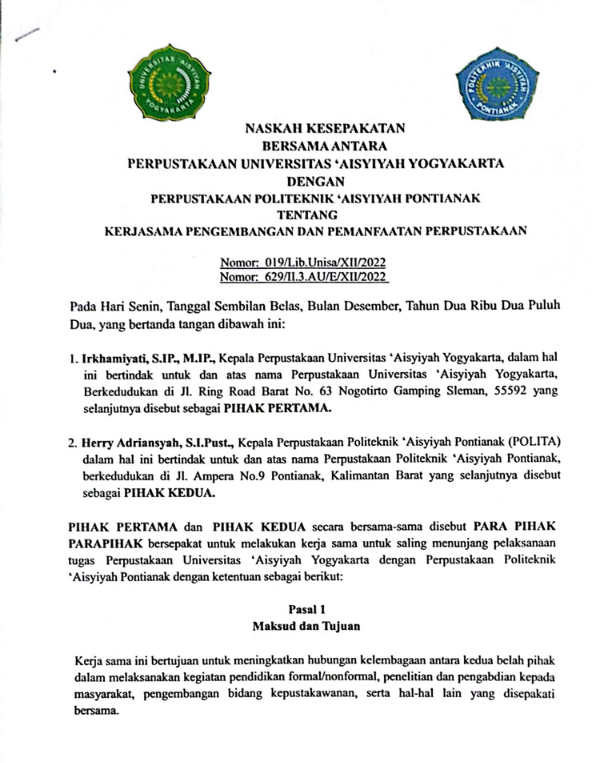 UNIVERSITAS 'AISYIYAH
YOGYAKARTA
POLITEKNIK 'AISYIYAH
PONTIANAK
NASKAH KESEPAKATAN
BERSAMA ANTARA
PERPUSTAKAAN UNIVERSITAS 'AISYIYAH YOGYAKARTA
DENGAN
PERPUSTAKAAN POLITEKNIK 'AISYIYAH PONTIANAK
TENTANG
KERJASAMA PENGEMBANGAN DAN PEMANFAATAN PERPUSTAKAAN
Nomor: 019/Lib.Unisa/XII/2022
Nomor: 629/II.3.AU/E/XII/2022
Pada Hari Senin, Tanggal Sembilan Belas, Bulan Desember, Tahun Dua Ribu Dua Puluh
Dua, yang bertanda tangan dibawah ini:
1. Irkhamiyati, S.IP., M.IP., Kepala Perpustakaan Universitas 'Aisyiyah Yogyakarta, dalam hal
ini bertindak untuk dan atas nama Perpustakaan Universitas 'Aisyiyah Yogyakarta,
Berkedudukan di Jl. Ring Road Barat No. 63 Nogotirto Gamping Sleman, 55592 yang
selanjutnya disebut sebagai PIHAK PERTAMA.
2. Herry Adriansyah, S.I.Pust., Kepala Perpustakaan Politeknik 'Aisyiyah Pontianak (POLITA)
dalam hal ini bertindak untuk dan atas nama Perpustakaan Politeknik 'Aisyiyah Pontianak,
berkedudukan di Jl. Ampera No.9 Pontianak, Kalimantan Barat yang selanjutnya disebut
sebagai PIHAK KEDUA.
PIHAK PERTAMA dan PIHAK KEDUA secara bersama-sama disebut PARA PIHAK
PARAPIHAK bersepakat untuk melakukan kerja sama untuk saling menunjang pelaksanaan
tugas Perpustakaan Universitas 'Aisyiyah Yogyakarta dengan Perpustakaan Politeknik
'Aisyiyah Pontianak dengan ketentuan sebagai berikut:
Pasal 1
Maksud dan Tujuan
Kerja sama ini bertujuan untuk meningkatkan hubungan kelembagaan antara kedua belah pihak
dalam melaksanakan kegiatan pendidikan formal/nonformal, penelitian dan pengabdian kepada
masyarakat, pengembangan bidang kepustakawanan, serta hal-hal lain yang disepakati
bersama.